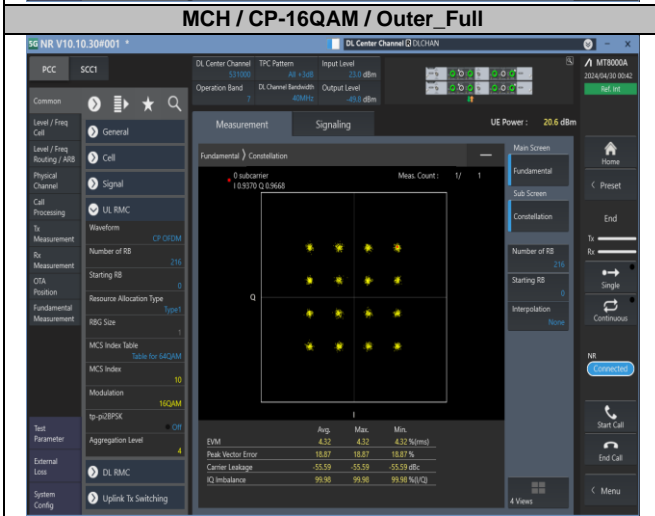 MCH / CP-16QAM / Outer_Full
5G NR V10.10.30#001 *
DL Center Channel DLCHAN
PCC SCC1
DL Center Channel TPC Pattern Input Level
531000 All +3dB 23.0 dBm
Operation Band DL Channel Bandwidth Output Level
7 40MHz -49.8 dBm
MT8000A
2024/04/30 00:42
Ref. Int
Common
Level / Freq
Cell
Level / Freq
Routing / ARB
Physical
Channel
Call
Processing
Tx
Measurement
Rx
Measurement
OTA
Position
Fundamental
Measurement
Test
Parameter
External
Loss
System
Config
General
Cell
Signal
UL RMC
Waveform
CP OFDM
Number of RB
216
Starting RB
0
Resource Allocation Type
Type1
RBG Size
1
MCS Index Table
Table for 64QAM
MCS Index
10
Modulation
16QAM
tp-pi2BPSK
Off
Aggregation Level
4
DL RMC
Uplink Tx Switching
Measurement Signaling
UE Power : 20.6 dBm
Fundamental Constellation
0 subcarrier Meas. Count : 1/ 1
I 0.9370 Q 0.9668
Q
I
Avg. Max. Min.
EVM 4.32 4.32 4.32 %(rms)
Peak Vector Error 18.87 18.87 18.87 %
Carrier Leakage -55.59 -55.59 -55.59 dBc
IQ Imbalance 99.98 99.98 99.98 %(I/Q)
Main Screen
Fundamental
Sub Screen
Constellation
Number of RB
216
Starting RB
0
Interpolation
None
4 Views
Home
Preset
End
Tx
Rx
Single
Continuous
NR
Connected
Start Call
End Call
Menu